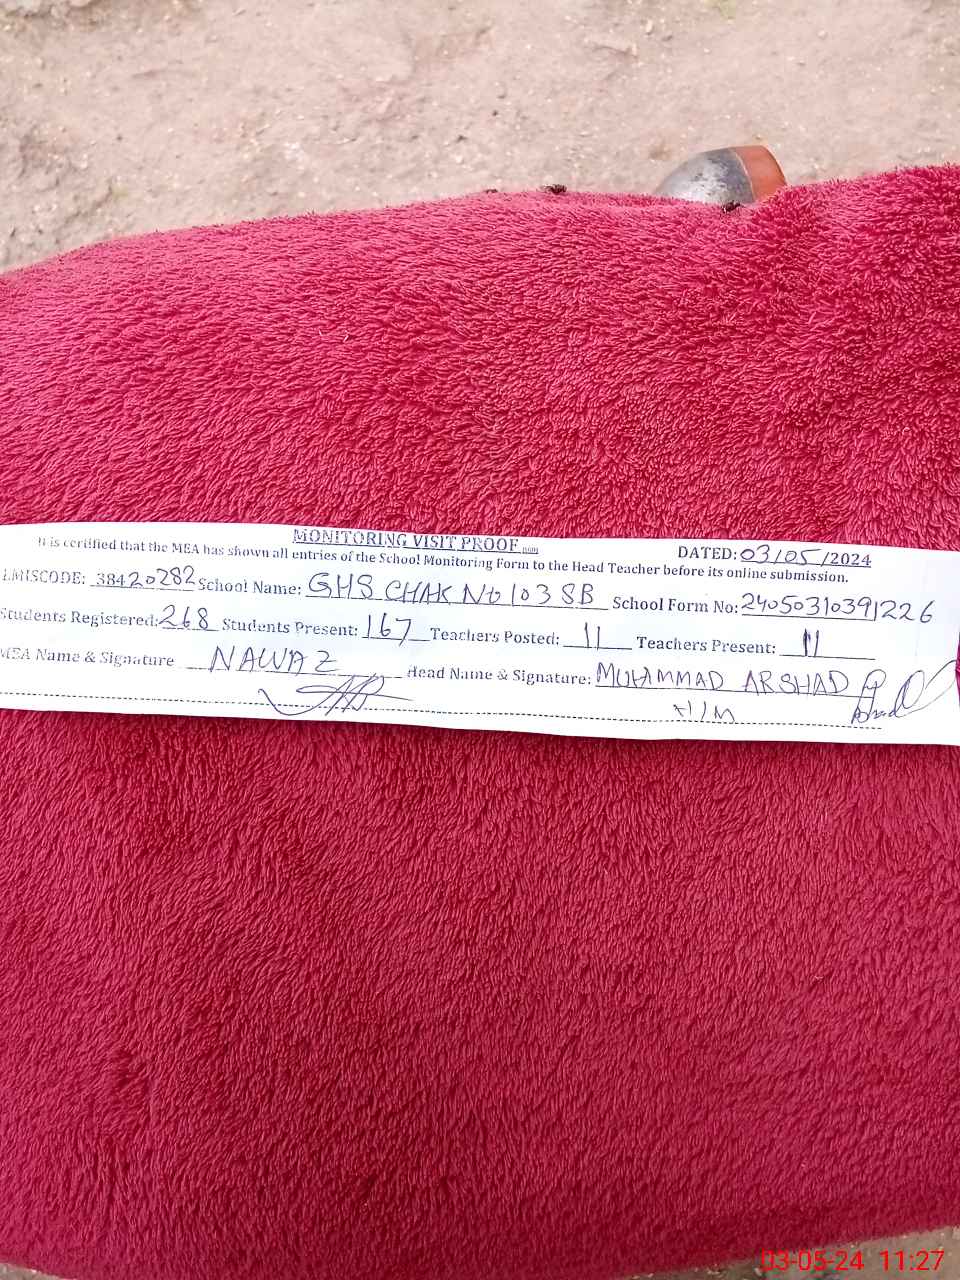 MONITORING VISIT PROOF
DATED: 03/05/2024
It is certified that the MEA has shown all entries of the School Monitoring Form to the Head Teacher before its online submission.
EMISCODE: 38420282 School Name: GHS CHAK No 103 SB School Form No: 24050310391226
Students Registered: 268 Students Present: 167 Teachers Posted: 11 Teachers Present: 11
MEA Name & Signature NAWAZ Head Name & Signature: MUHAMMAD ARSHAD
H/M
03-05-24 11:27